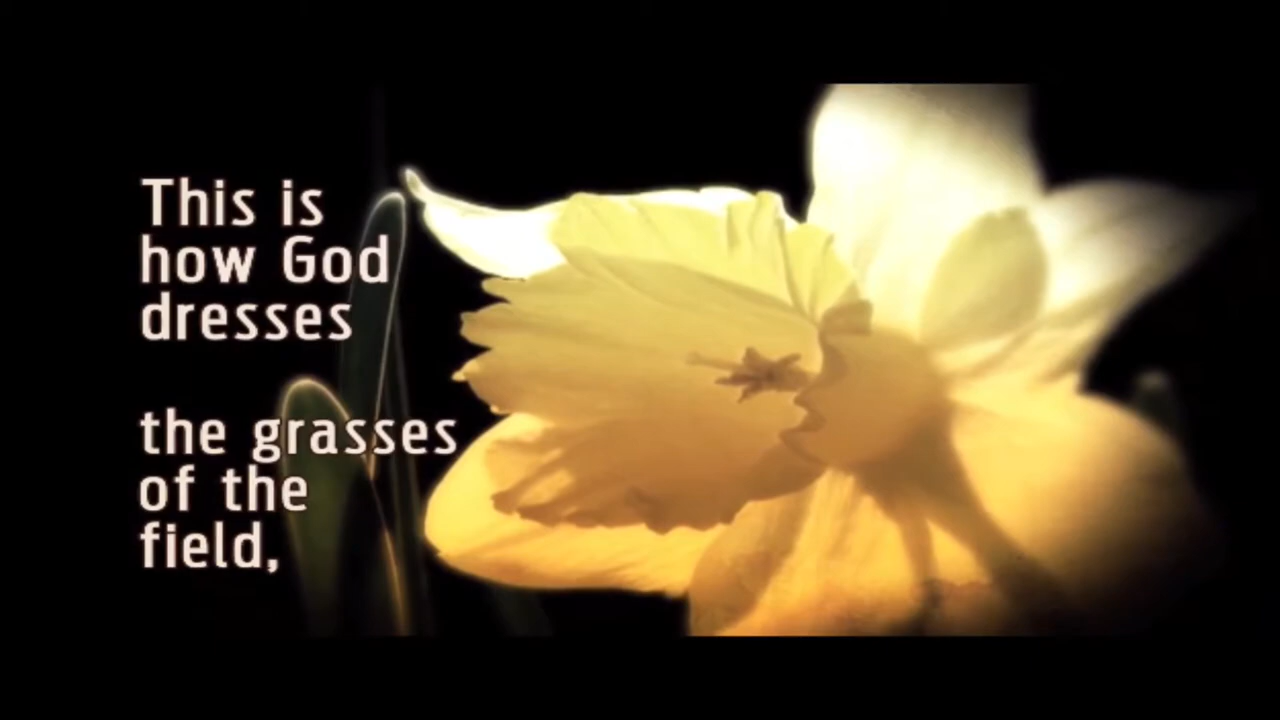 This is
how God
dresses
the grasses
of the
field,